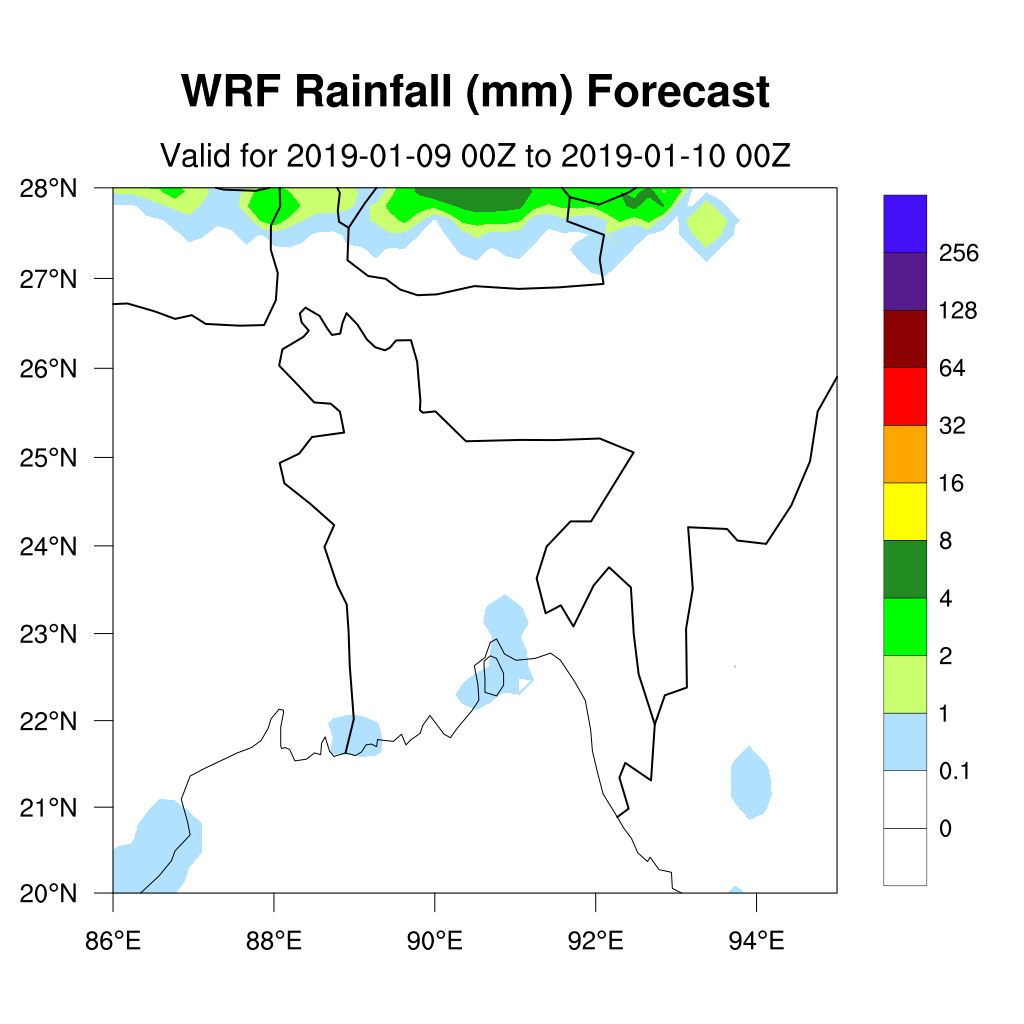 WRF Rainfall (mm) Forecast
Valid for 2019-01-09 00Z to 2019-01-10 00Z
28°N
27°N
26°N
25°N
24°N
23°N
22°N
21°N
20°N
86°E 88°E 90°E 92°E 94°E
256
128
64
32
16
8
4
2
1
0.1
0